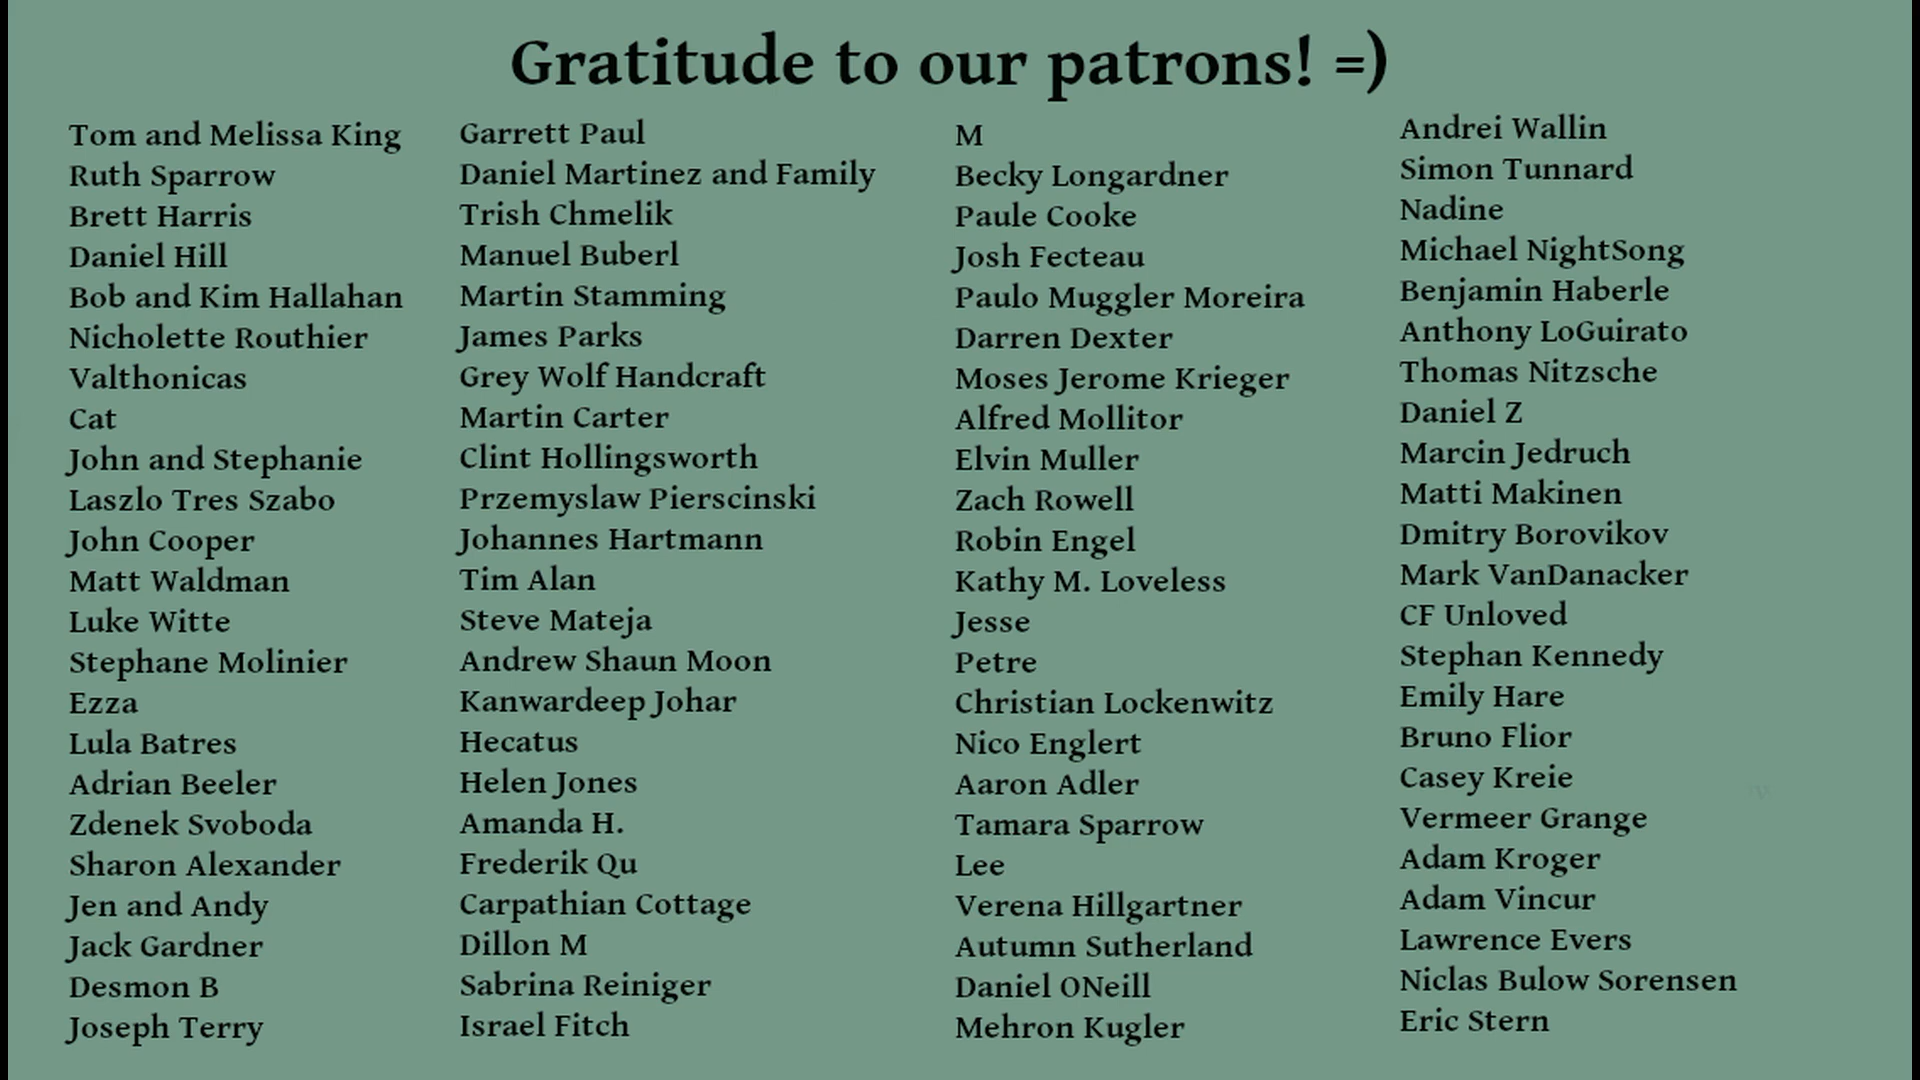 Gratitude to our patrons! =)
Tom and Melissa King
Ruth Sparrow
Brett Harris
Daniel Hill
Bob and Kim Hallahan
Nicholette Routhier
Valthonicas
Cat
John and Stephanie
Laszlo Tres Szabo
John Cooper
Matt Waldman
Luke Witte
Stephane Molinier
Ezza
Lula Batres
Adrian Beeler
Zdenek Svoboda
Sharon Alexander
Jen and Andy
Jack Gardner
Desmon B
Joseph Terry
Garrett Paul
Daniel Martinez and Family
Trish Chmelik
Manuel Buberl
Martin Stamming
James Parks
Grey Wolf Handcraft
Martin Carter
Clint Hollingsworth
Przemyslaw Pierscinski
Johannes Hartmann
Tim Alan
Steve Mateja
Andrew Shaun Moon
Kanwardeep Johar
Hecatus
Helen Jones
Amanda H.
Frederik Qu
Carpathian Cottage
Dillon M
Sabrina Reiniger
Israel Fitch
M
Becky Longardner
Paule Cooke
Josh Fecteau
Paulo Muggler Moreira
Darren Dexter
Moses Jerome Krieger
Alfred Mollitor
Elvin Muller
Zach Rowell
Robin Engel
Kathy M. Loveless
Jesse
Petre
Christian Lockenwitz
Nico Englert
Aaron Adler
Tamara Sparrow
Lee
Verena Hillgartner
Autumn Sutherland
Daniel ONeill
Mehron Kugler
Andrei Wallin
Simon Tunnard
Nadine
Michael NightSong
Benjamin Haberle
Anthony LoGuirato
Thomas Nitzsche
Daniel Z
Marcin Jedruch
Matti Makinen
Dmitry Borovikov
Mark VanDanacker
CF Unloved
Stephan Kennedy
Emily Hare
Bruno Flior
Casey Kreie
Vermeer Grange
Adam Kroger
Adam Vincur
Lawrence Evers
Niclas Bulow Sorensen
Eric Stern